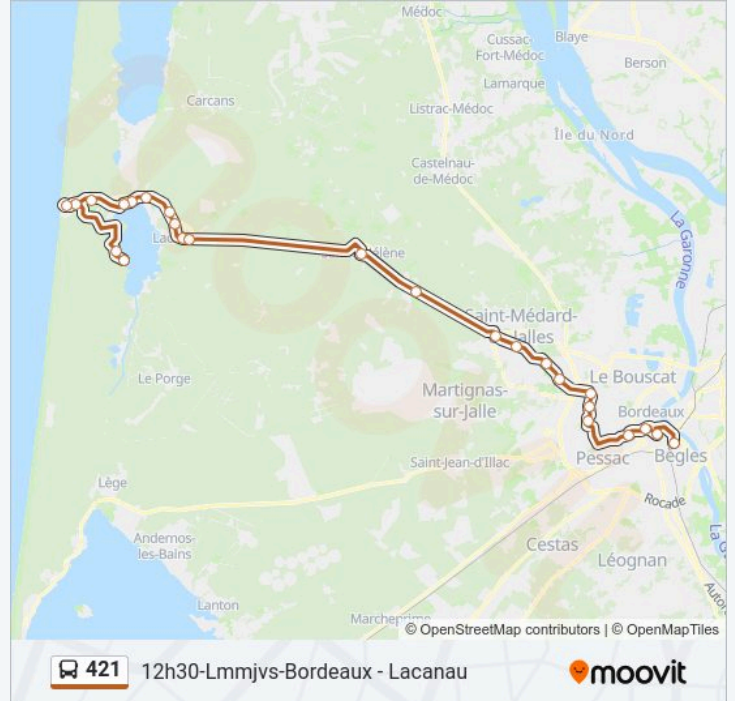 Médoc
Cussac-
Fort-Médoc
Blaye
Berson
Lamarque
Carcans
Listrac-Médoc
Île du Nord
Castelnau-
de-Médoc
La Garonne
Saint-Médard-
Le Porge
Le Bouscat
Martignas-
sur-Jalle
Bordeaux
Saint-Jean-d'Illac
Pessac
Bègles
Lège
Rocade
Andernos-
les-Bains
Cestas
Léognan
Lanton
© OpenStreetMap contributors | © OpenMapTiles
421 12h30-Lmmjvs-Bordeaux - Lacanau
moovit